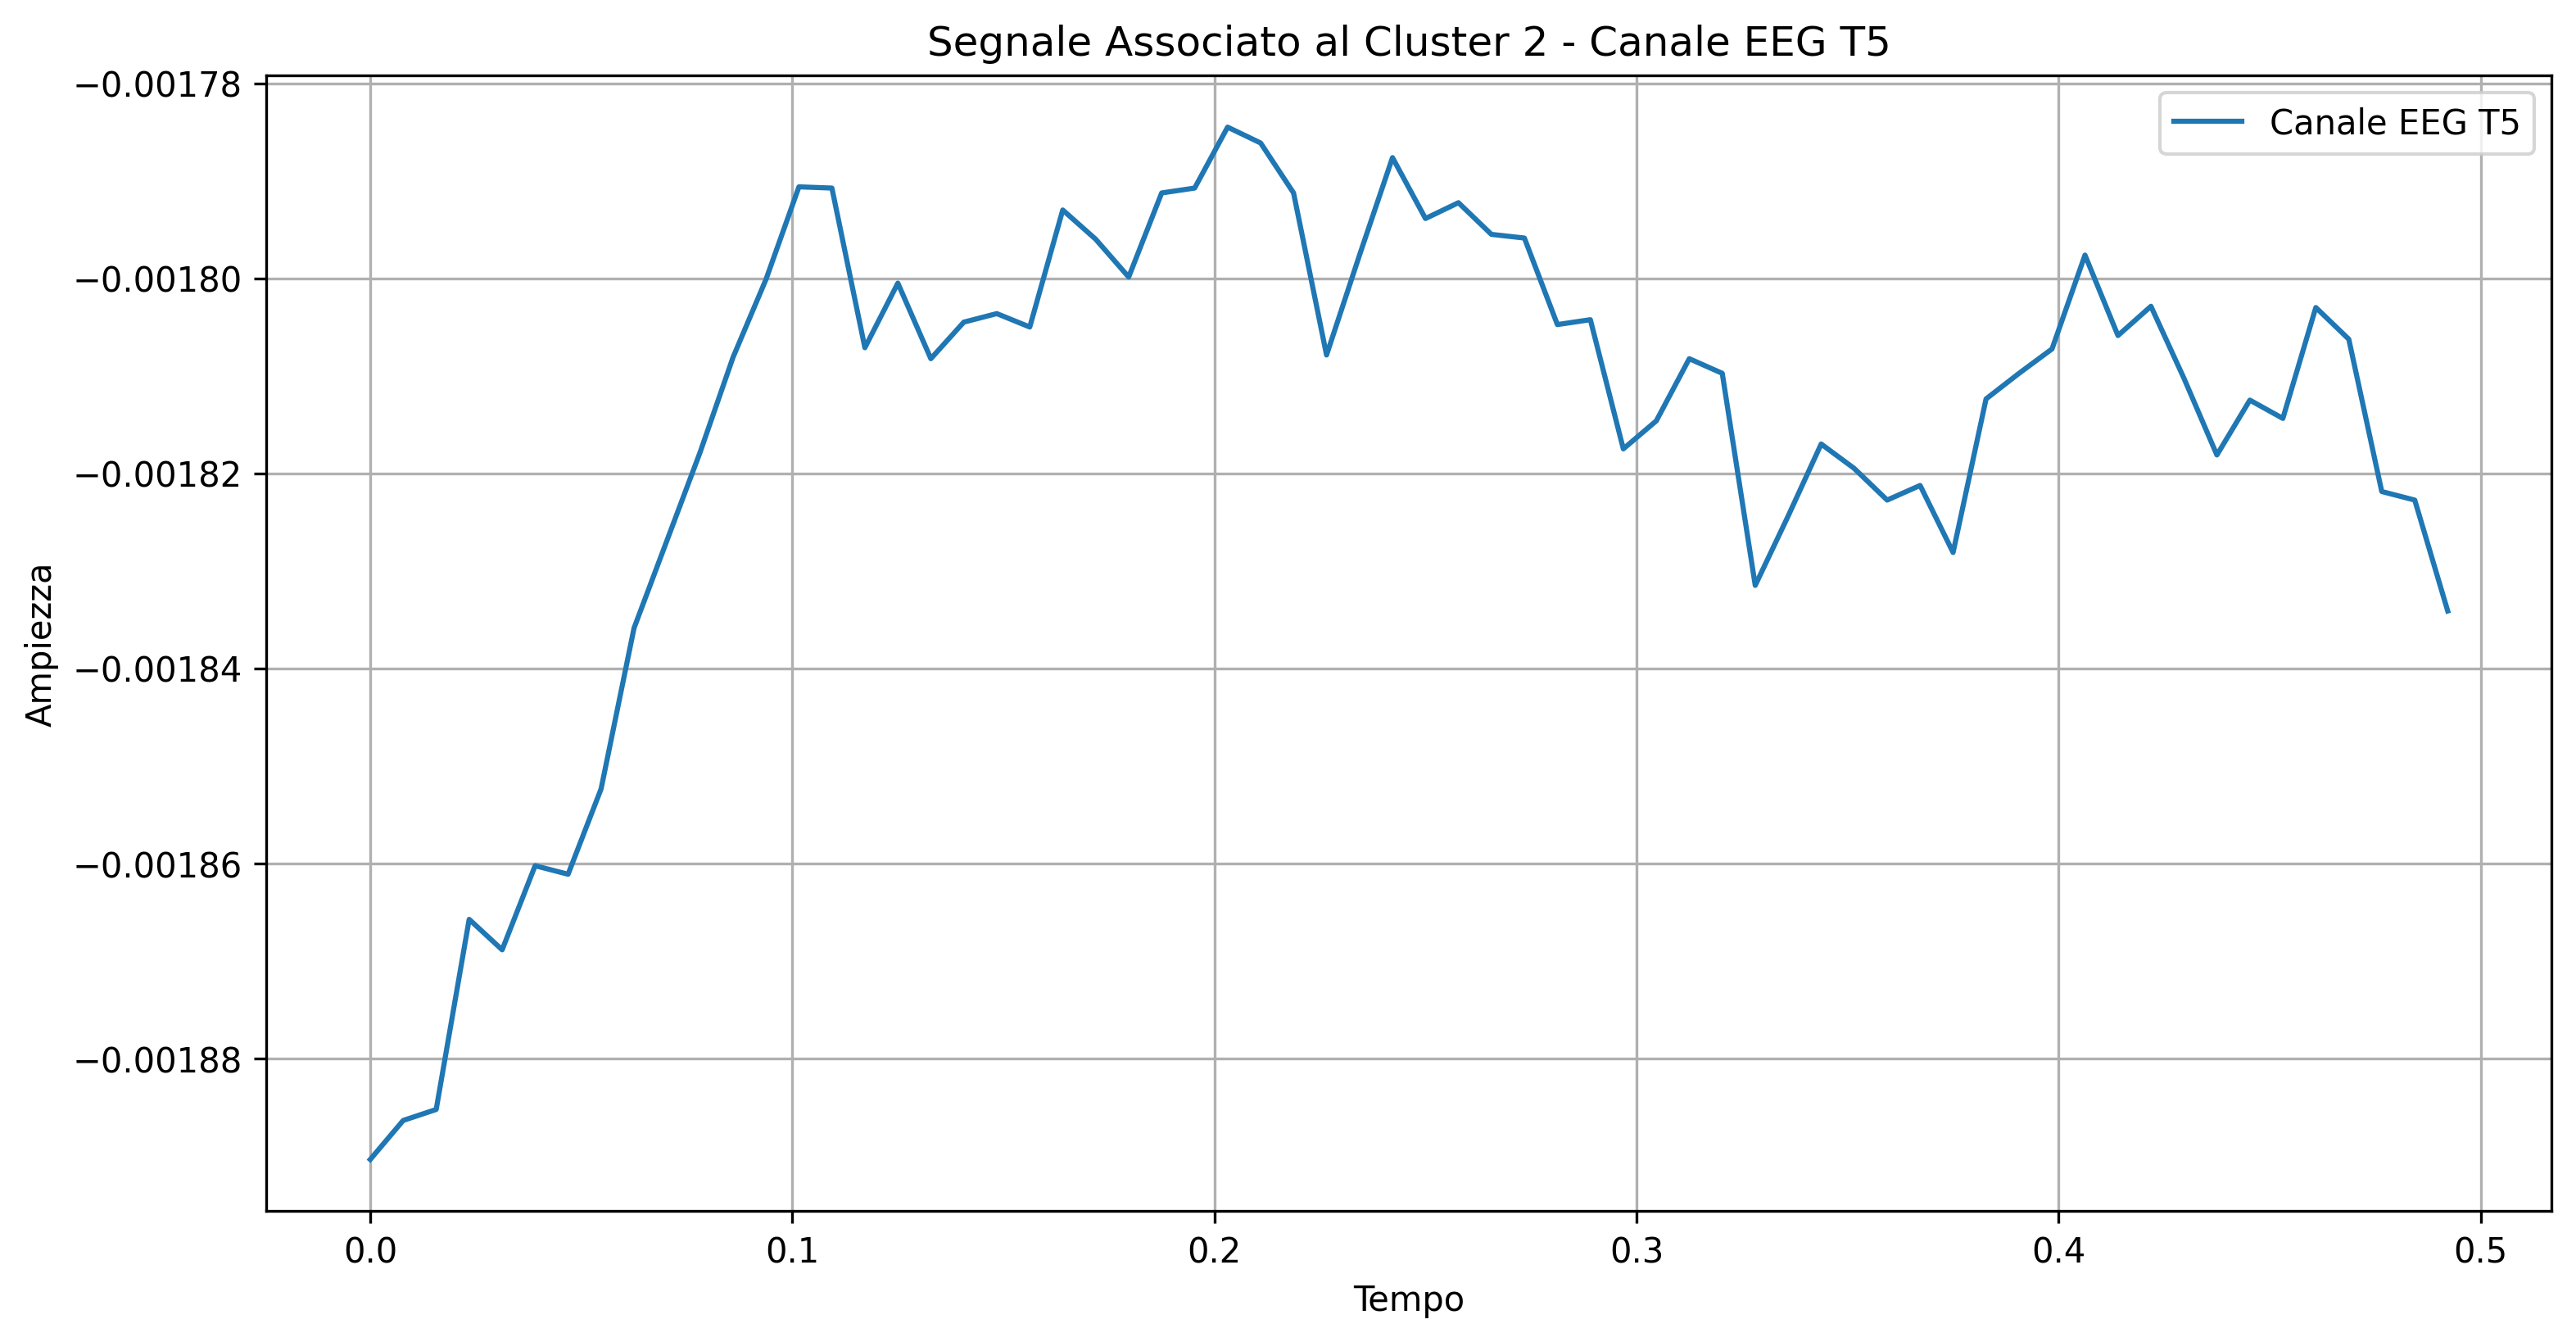 Segnale Associato al Cluster 2 - Canale EEG T5
Canale EEG T5
Ampiezza
−0.00178
−0.00180
−0.00182
−0.00184
−0.00186
−0.00188
0.0 0.1 0.2 0.3 0.4 0.5
Tempo